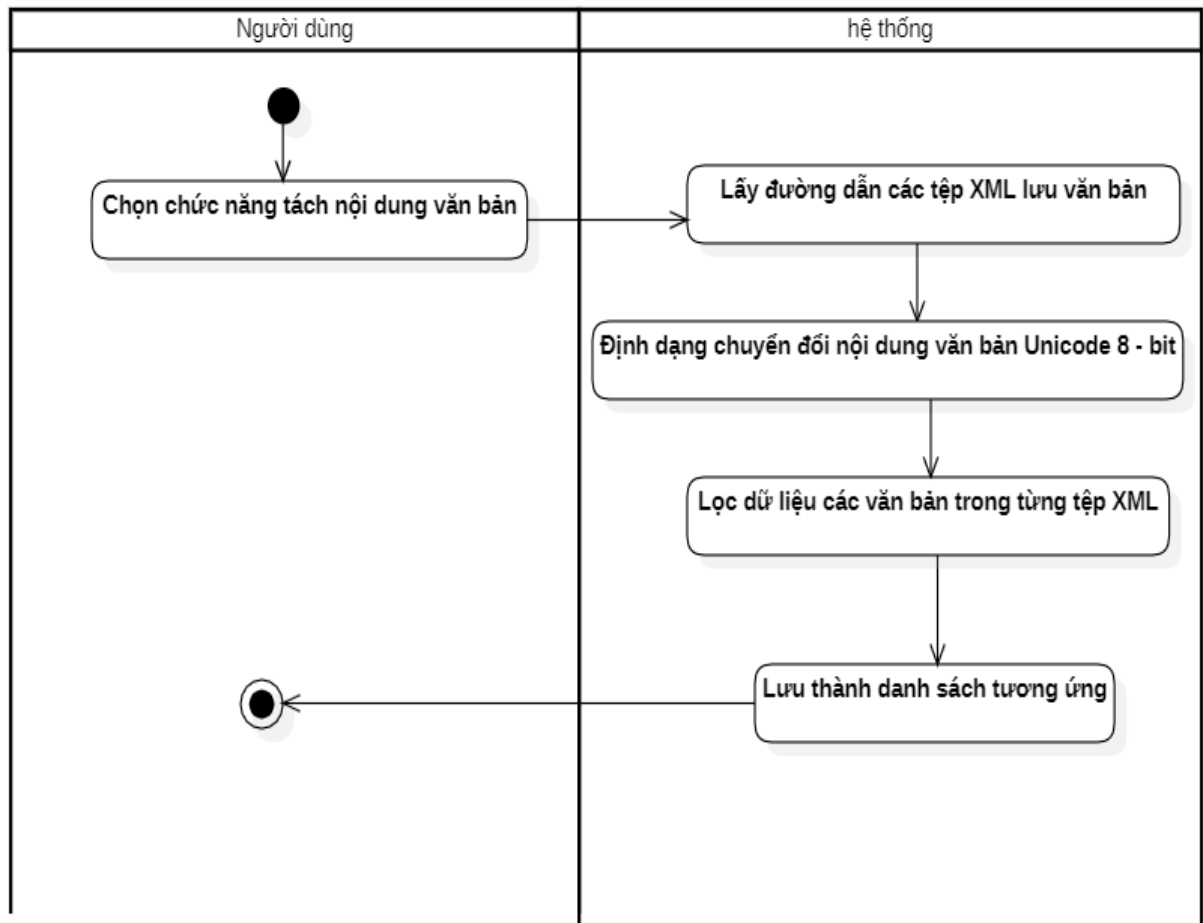 Người dùng
hệ thống
Chọn chức năng tách nội dung văn bản
Lấy đường dẫn các tệp XML lưu văn bản
Định dạng chuyển đổi nội dung văn bản Unicode 8 - bit
Lọc dữ liệu các văn bản trong từng tệp XML
Lưu thành danh sách tương ứng